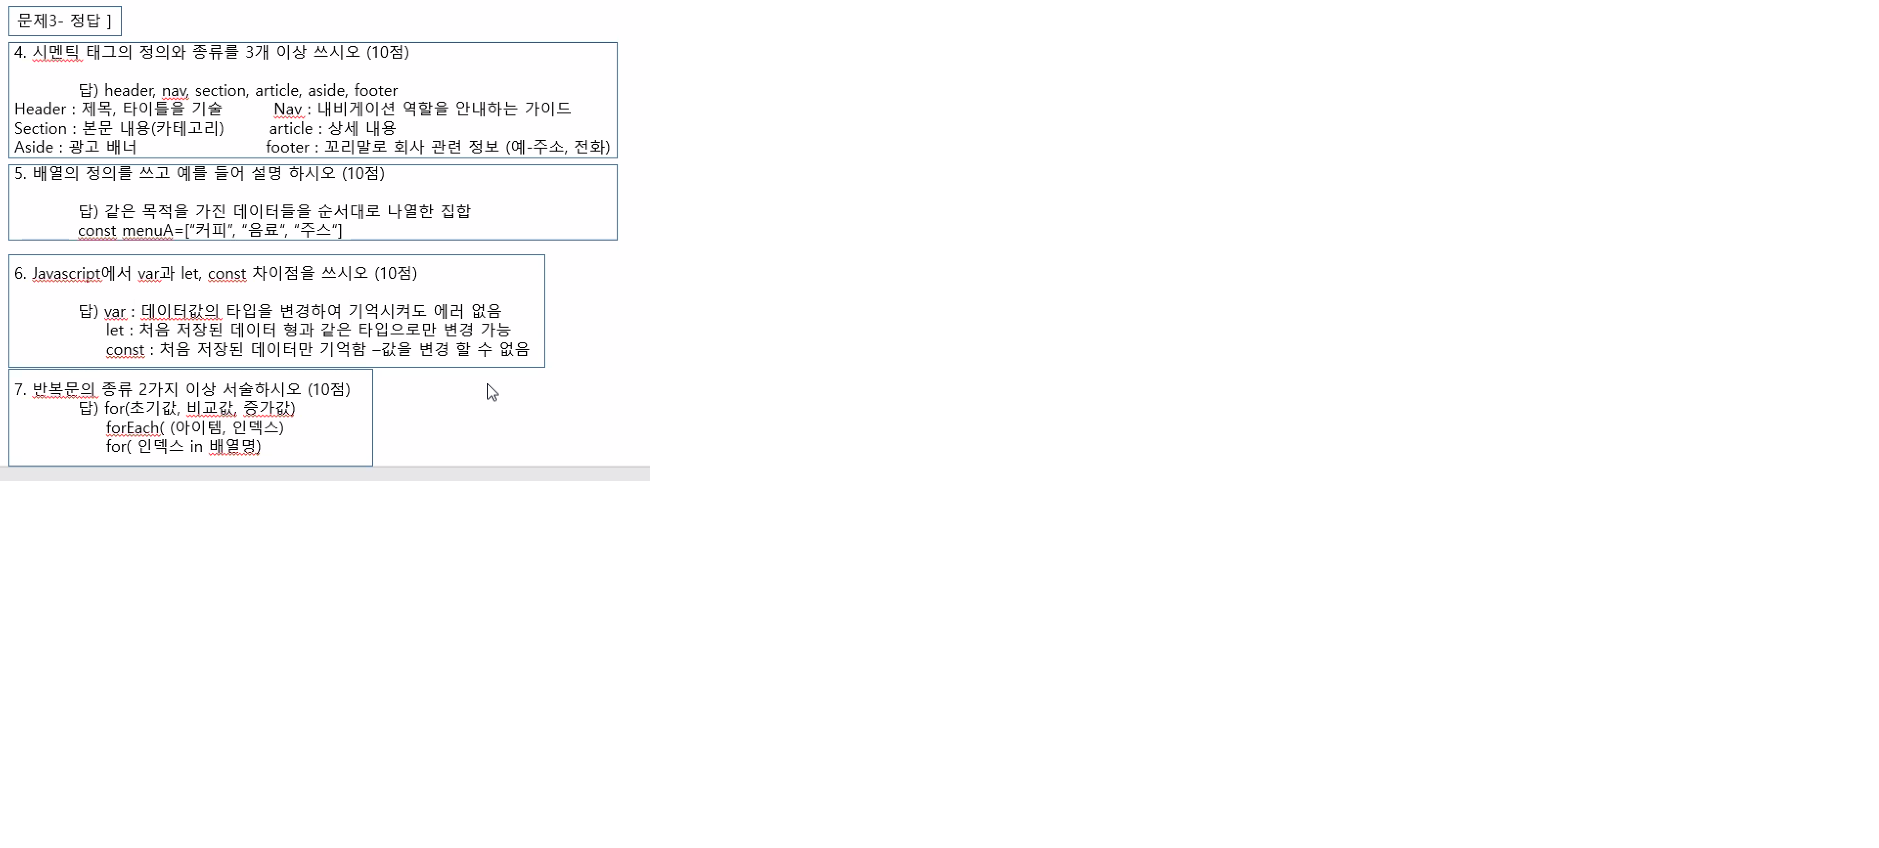 문제3- 정답 ]
4. 시멘틱 태그의 정의와 종류를 3개 이상 쓰시오 (10점)
답) header, nav, section, article, aside, footer
Header : 제목, 타이틀을 기술 Nav : 내비게이션 역할을 안내하는 가이드
Section : 본문 내용(카테고리) article : 상세 내용
Aside : 광고 배너 footer : 꼬리말로 회사 관련 정보 (예-주소, 전화)
5. 배열의 정의를 쓰고 예를 들어 설명 하시오 (10점)
답) 같은 목적을 가진 데이터들을 순서대로 나열한 집합
const menuA=[“커피”, “음료“, “주스“]
6. Javascript에서 var과 let, const 차이점을 쓰시오 (10점)
답) var : 데이터값의 타입을 변경하여 기억시켜도 에러 없음
let : 처음 저장된 데이터 형과 같은 타입으로만 변경 가능
const : 처음 저장된 데이터만 기억함 –값을 변경 할 수 없음
7. 반복문의 종류 2가지 이상 서술하시오 (10점)
답) for(초기값, 비교값, 증가값)
forEach( (아이템, 인덱스)
for( 인덱스 in 배열명)